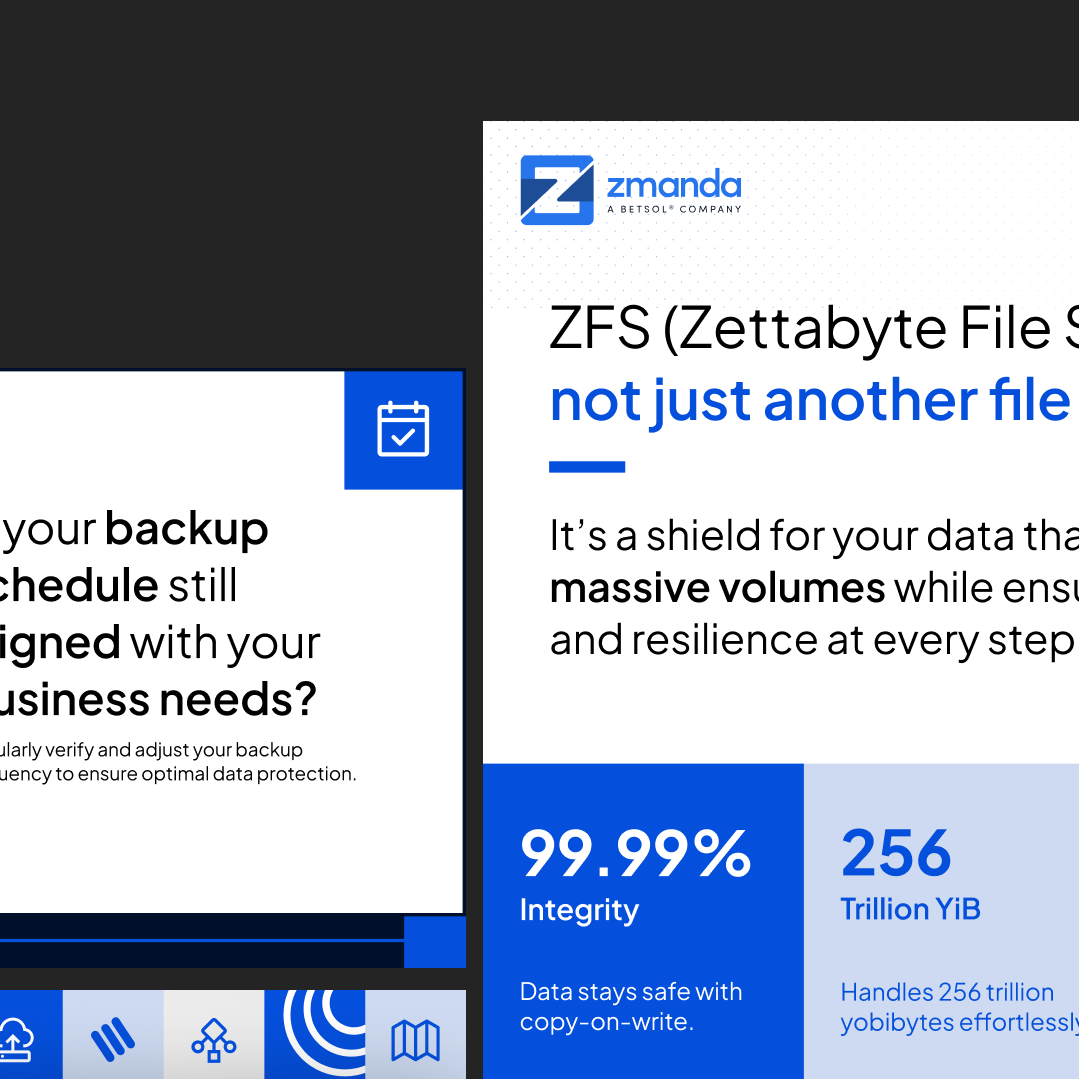 your backup
chedule still
igned with your
usiness needs?
ularly verify and adjust your backup
uency to ensure optimal data protection.
zmanda
A BETSOL® COMPANY
ZFS (Zettabyte File S
not just another file
It’s a shield for your data tha
massive volumes while ensu
and resilience at every step
99.99%
Integrity
Data stays safe with
copy-on-write.
256
Trillion YiB
Handles 256 trillion
yobibytes effortlessly